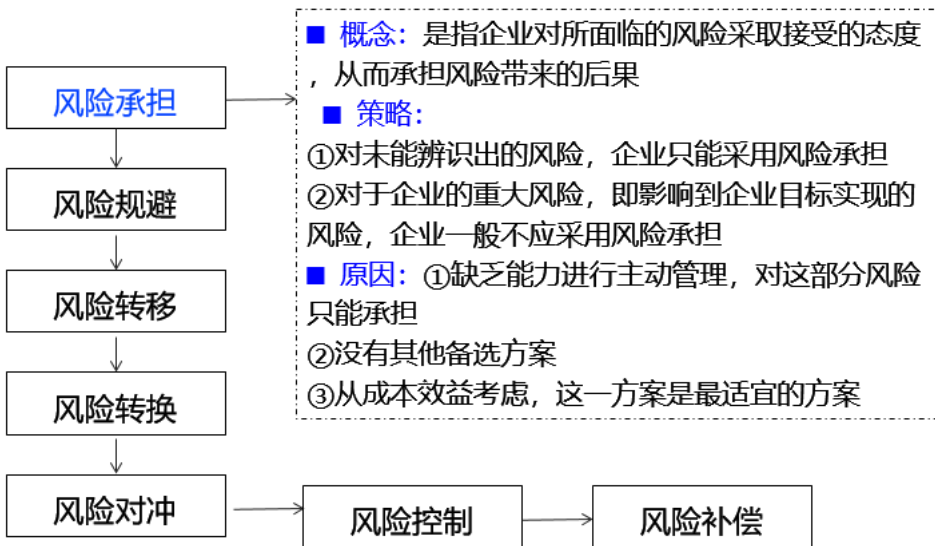 风险承担
■ 概念：是指企业对所面临的风险采取接受的态度
，从而承担风险带来的后果
■ 策略：
①对未能辨识出的风险，企业只能采用风险承担
②对于企业的重大风险，即影响到企业目标实现的
风险，企业一般不应采用风险承担
■ 原因：①缺乏能力进行主动管理，对这部分风险
只能承担
②没有其他备选方案
③从成本效益考虑，这一方案是最适宜的方案
风险规避
风险转移
风险转换
风险对冲
风险控制
风险补偿